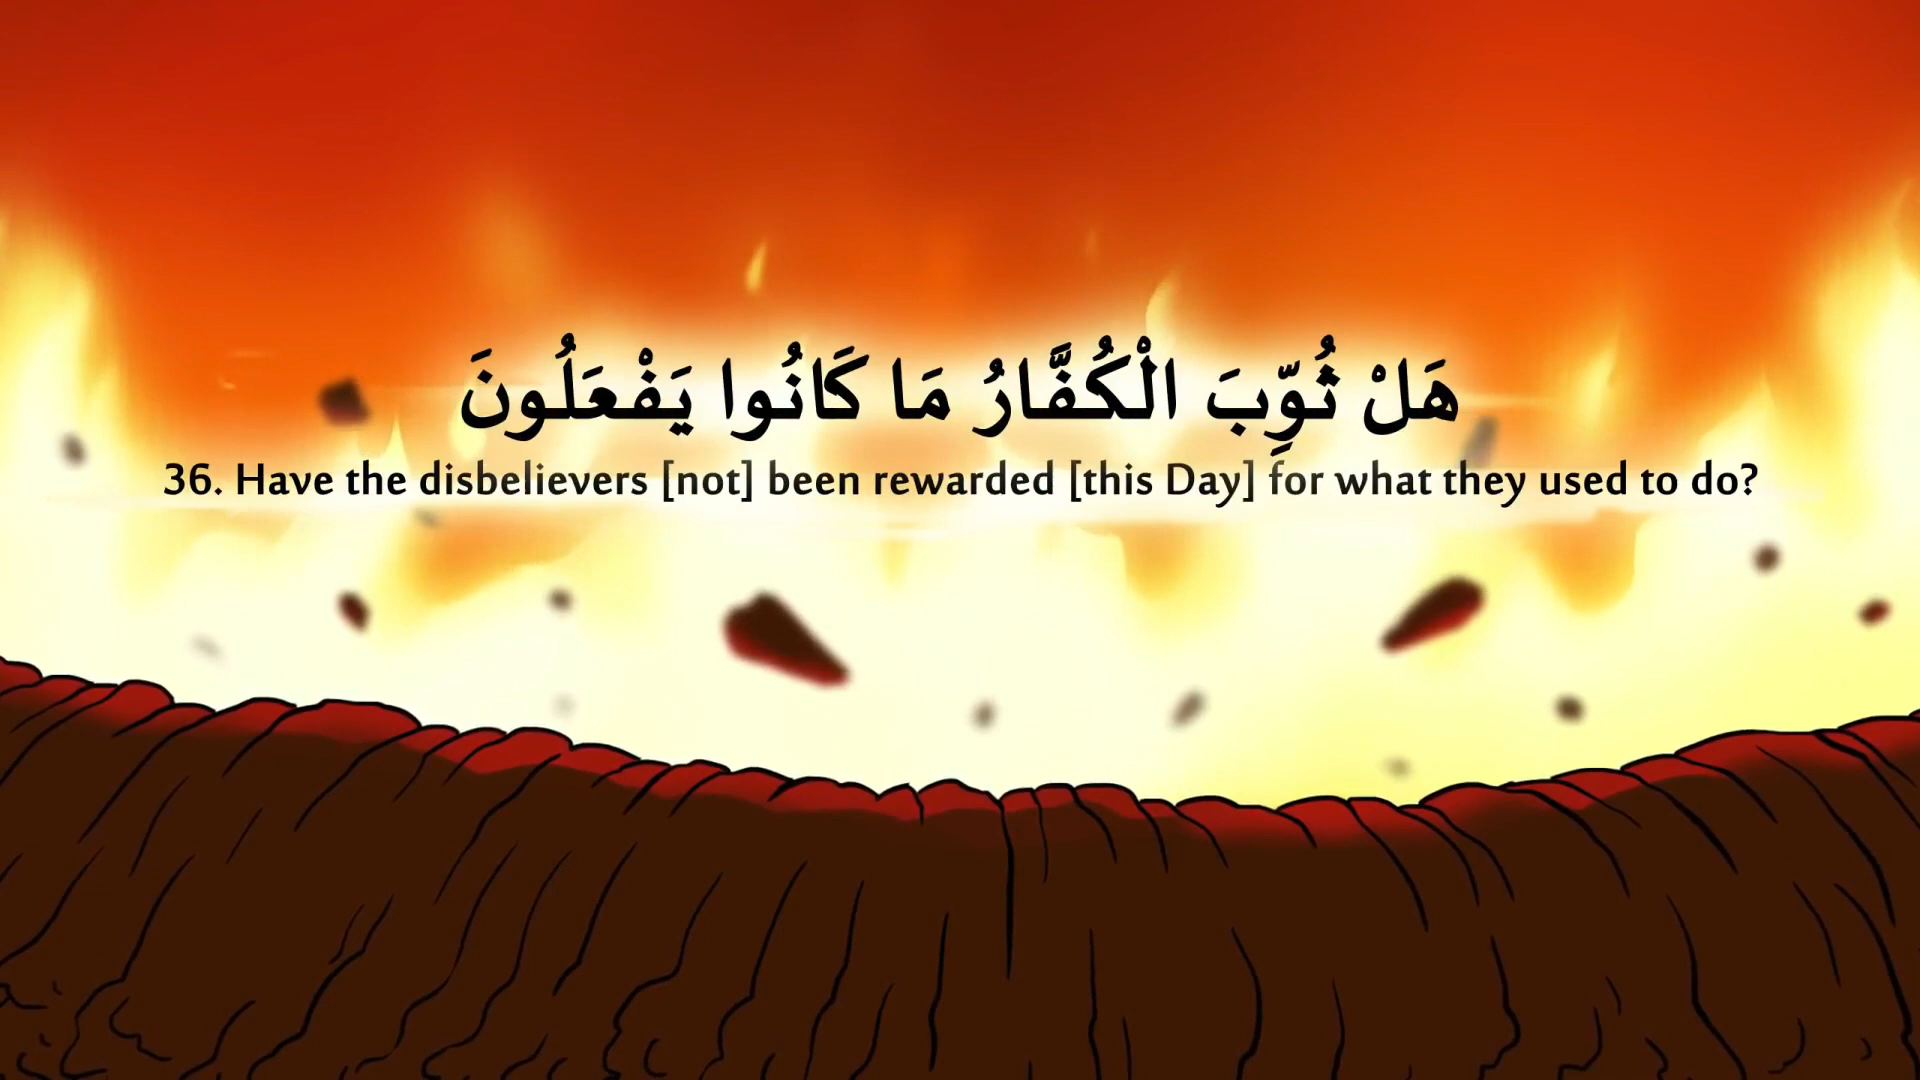 هَلْ ثُوِّبَ الْكُفَّارُ مَا كَانُوا يَفْعَلُونَ
36. Have the disbelievers [not] been rewarded [this Day] for what they used to do?